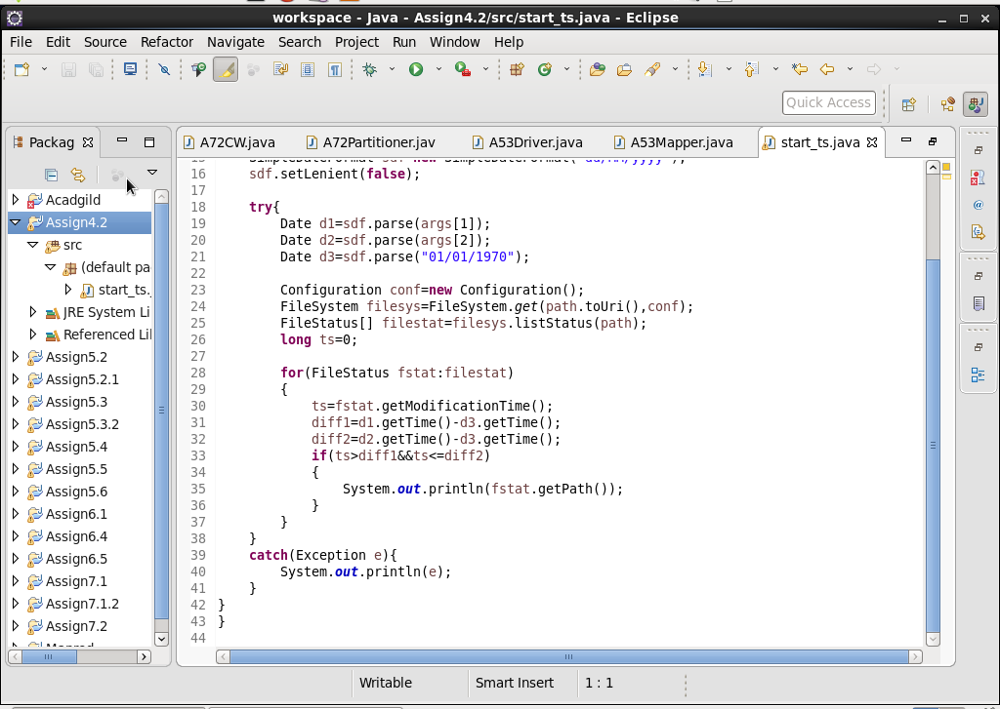 workspace - Java - Assign4.2/src/start_ts.java - Eclipse
File Edit Source Refactor Navigate Search Project Run Window Help
Quick Access
Packag
A72CW.java
A72Partitioner.jav
A53Driver.java
A53Mapper.java
start_ts.java
Acadgild
Assign4.2
src
(default pa
start_ts.
JRE System Li
Referenced Lil
Assign5.2
Assign5.2.1
Assign5.3
Assign5.3.2
Assign5.4
Assign5.5
Assign5.6
Assign6.1
Assign6.4
Assign6.5
Assign7.1
Assign7.1.2
Assign7.2
16 sdf.setLenient(false);
17
18 try{
19 Date d1=sdf.parse(args[1]);
20 Date d2=sdf.parse(args[2]);
21 Date d3=sdf.parse("01/01/1970");
22
23 Configuration conf=new Configuration();
24 FileSystem filesys=FileSystem.get(path.toUri(),conf);
25 FileStatus[] filestat=filesys.listStatus(path);
26 long ts=0;
27
28 for(FileStatus fstat:filestat)
29 {
30 ts=fstat.getModificationTime();
31 diff1=d1.getTime()-d3.getTime();
32 diff2=d2.getTime()-d3.getTime();
33 if(ts>diff1&&ts<=diff2)
34 {
35 System.out.println(fstat.getPath());
36 }
37 }
38 }
39 catch(Exception e){
40 System.out.println(e);
41 }
42 }
43 }
44
Writable
Smart Insert
1 : 1